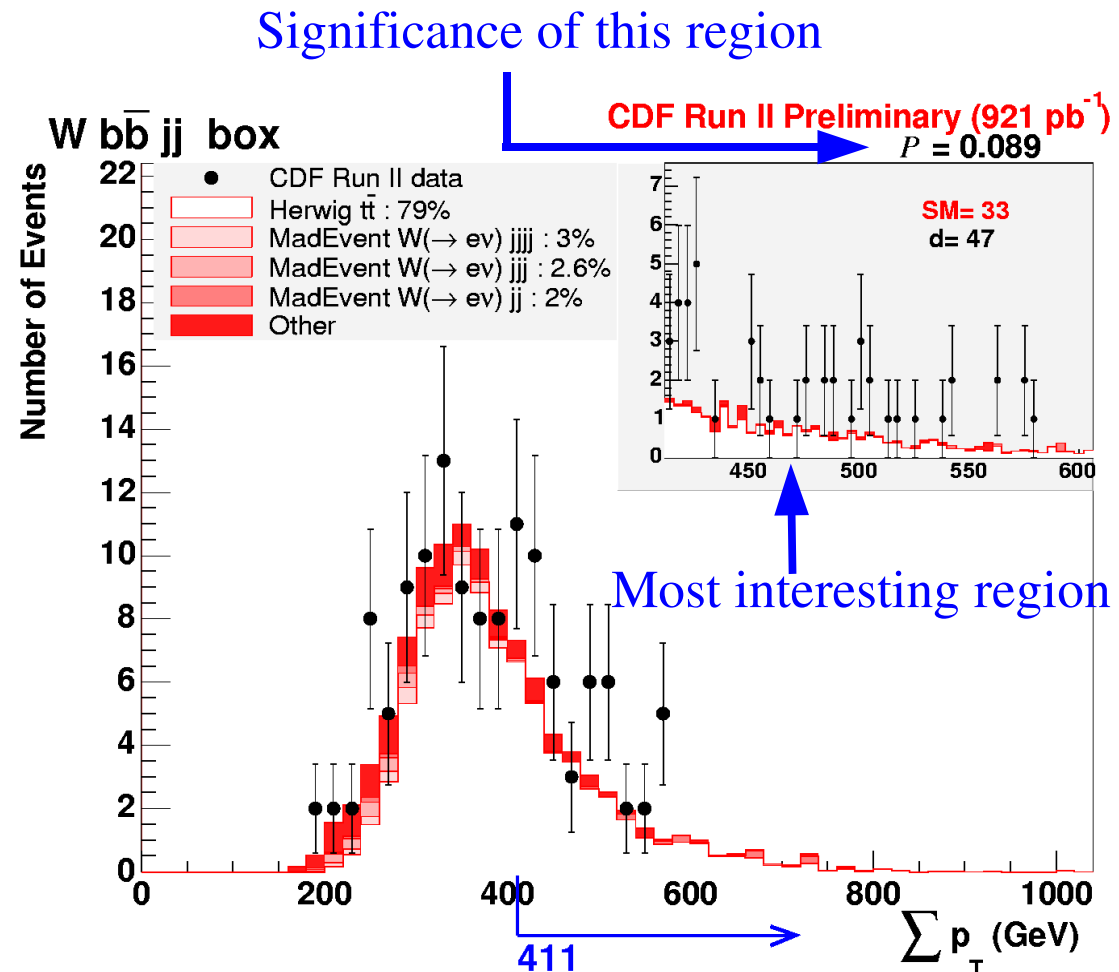 Significance of this region
CDF Run II Preliminary (921 pb⁻¹)
W bb̄ jj box
P = 0.089
Number of Events
22
20
18
16
14
12
10
8
6
4
2
0
CDF Run II data
Herwig tt̄ : 79%
MadEvent W(→ eν) jjjj : 3%
MadEvent W(→ eν) jjj : 2.6%
MadEvent W(→ eν) jj : 2%
Other
7
6
5
4
3
2
1
0
SM= 33
d= 47
450 500 550 600
Most interesting region
0 200 400 600 800 1000
∑ p_T (GeV)
411